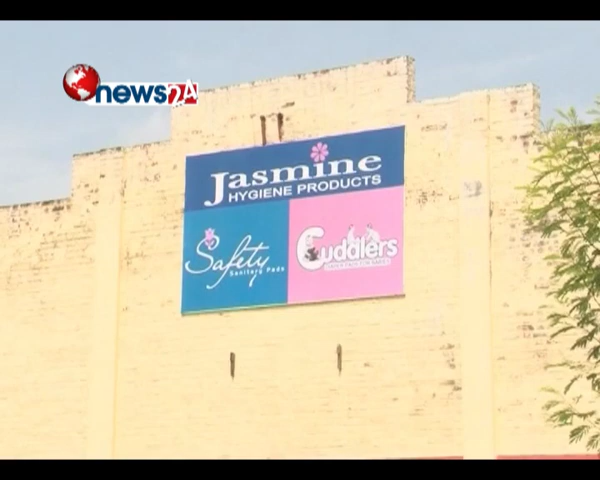 news24
Jasmine
HYGIENE PRODUCTS
Safety
Sanitary Pads
Cuddlers